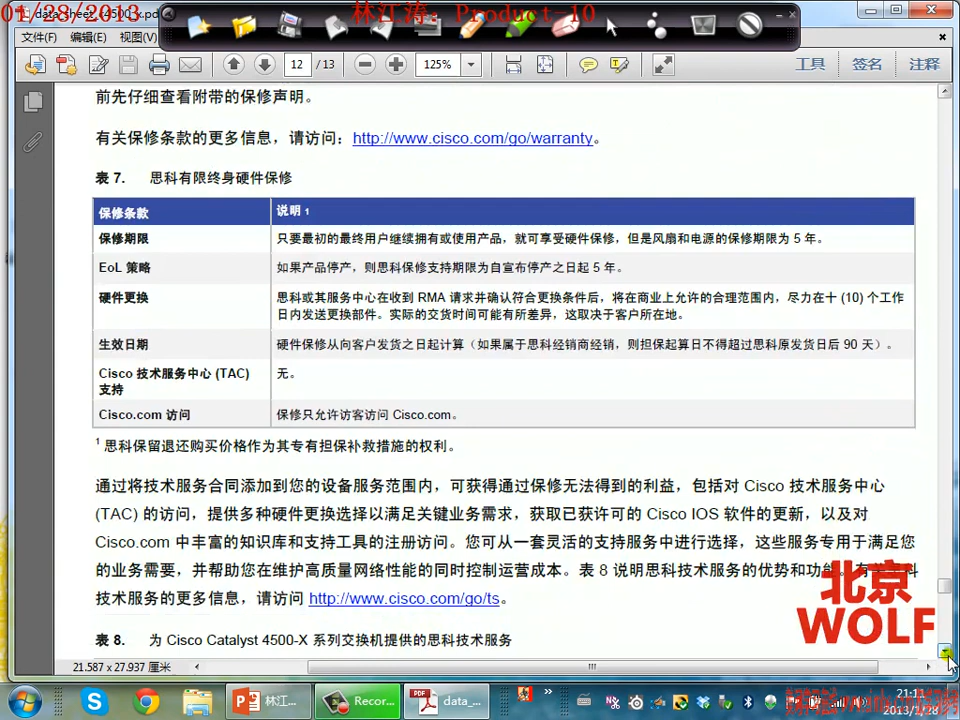 01/28/2013
林江涛: Product-10
data_sheet_c4500-x.pd
文件(F) 编辑(E) 视图(V)
12 /13 125% 工具 签名 注释
前先仔细查看附带的保修声明。
有关保修条款的更多信息，请访问：http://www.cisco.com/go/warranty。
表 7. 思科有限终身硬件保修
保修条款 说明 1
保修期限 只要最初的最终用户继续拥有或使用产品，就可享受硬件保修，但是风扇和电源的保修期限为 5 年。
EoL 策略 如果产品停产，则思科保修支持期限为自宣布停产之日起 5 年。
硬件更换 思科或其服务中心在收到 RMA 请求并确认符合更换条件后，将在商业上允许的合理范围内，尽力在十 (10) 个工作
日内发送更换部件。实际的交货时间可能有所差异，这取决于客户所在地。
生效日期 硬件保修从向客户发货之日起计算（如果属于思科经销商经销，则担保起算日不得超过思科原发货日后 90 天）。
Cisco 技术服务中心 (TAC) 无。
支持
Cisco.com 访问 保修只允许访客访问 Cisco.com。
1 思科保留退还购买价格作为其专有担保补救措施的权利。
通过将技术服务合同添加到您的设备服务范围内，可获得通过保修无法得到的利益，包括对 Cisco 技术服务中心
(TAC) 的访问，提供多种硬件更换选择以满足关键业务需求，获取已获许可的 Cisco IOS 软件的更新，以及对
Cisco.com 中丰富的知识库和支持工具的注册访问。您可从一套灵活的支持服务中进行选择，这些服务专用于满足您
的业务需要，并帮助您在维护高质量网络性能的同时控制运营成本。表 8 说明思科技术服务的优势和功能。有关思科
技术服务的更多信息，请访问 http://www.cisco.com/go/ts。
北京
WOLF
表 8. 为 Cisco Catalyst 4500-X 系列交换机提供的思科技术服务
21.587 x 27.937 厘米
林江... Recor... data_...
21:11
2013/1/28